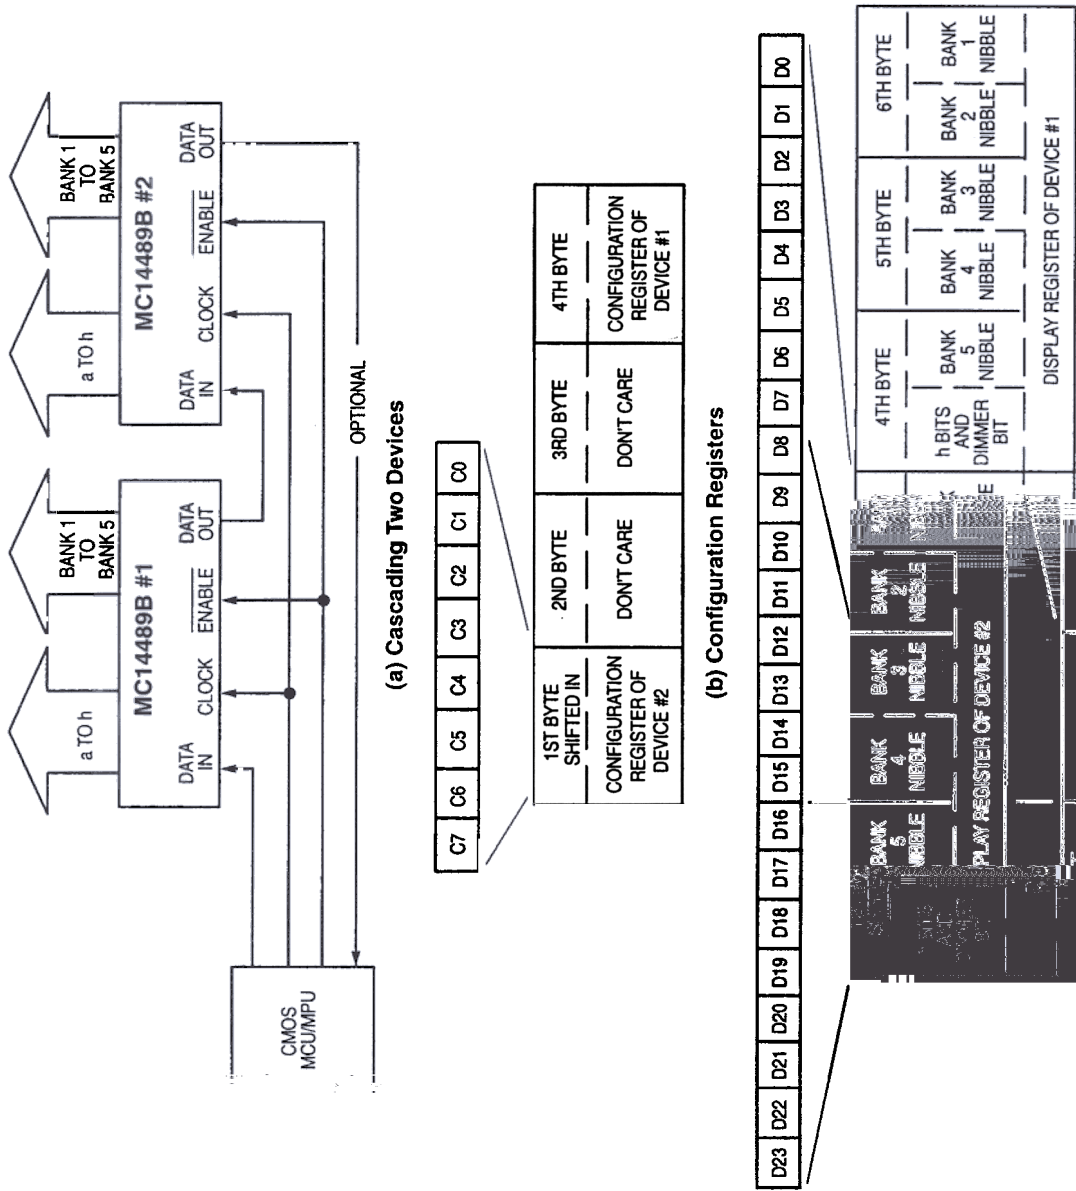 BANK 1
TO
BANK 5
a TO h
MC14489B #1
DATA
IN
CLOCK
ENABLE
DATA
OUT
BANK 1
TO
BANK 5
a TO h
MC14489B #2
DATA
IN
CLOCK
ENABLE
DATA
OUT
CMOS
MCU/MPU
OPTIONAL
(a) Cascading Two Devices
C7 C6 C5 C4 C3 C2 C1 C0
1ST BYTE
SHIFTED IN
2ND BYTE
3RD BYTE
4TH BYTE
CONFIGURATION
REGISTER OF
DEVICE #2
DON'T CARE
DON'T CARE
CONFIGURATION
REGISTER OF
DEVICE #1
(b) Configuration Registers
D23 D22 D21 D20 D19 D18 D17 D16 D15 D14 D13 D12 D11 D10 D9 D8 D7 D6 D5 D4 D3 D2 D1 D0
4TH BYTE
5TH BYTE
6TH BYTE
BANK
5
NIBBLE
BANK
4
NIBBLE
BANK
3
NIBBLE
BANK
2
NIBBLE
h BITS
AND
DIMMER
BIT
BANK
5
NIBBLE
BANK
4
NIBBLE
BANK
3
NIBBLE
BANK
2
NIBBLE
BANK
1
NIBBLE
PLAY REGISTER OF DEVICE #2
DISPLAY REGISTER OF DEVICE #1